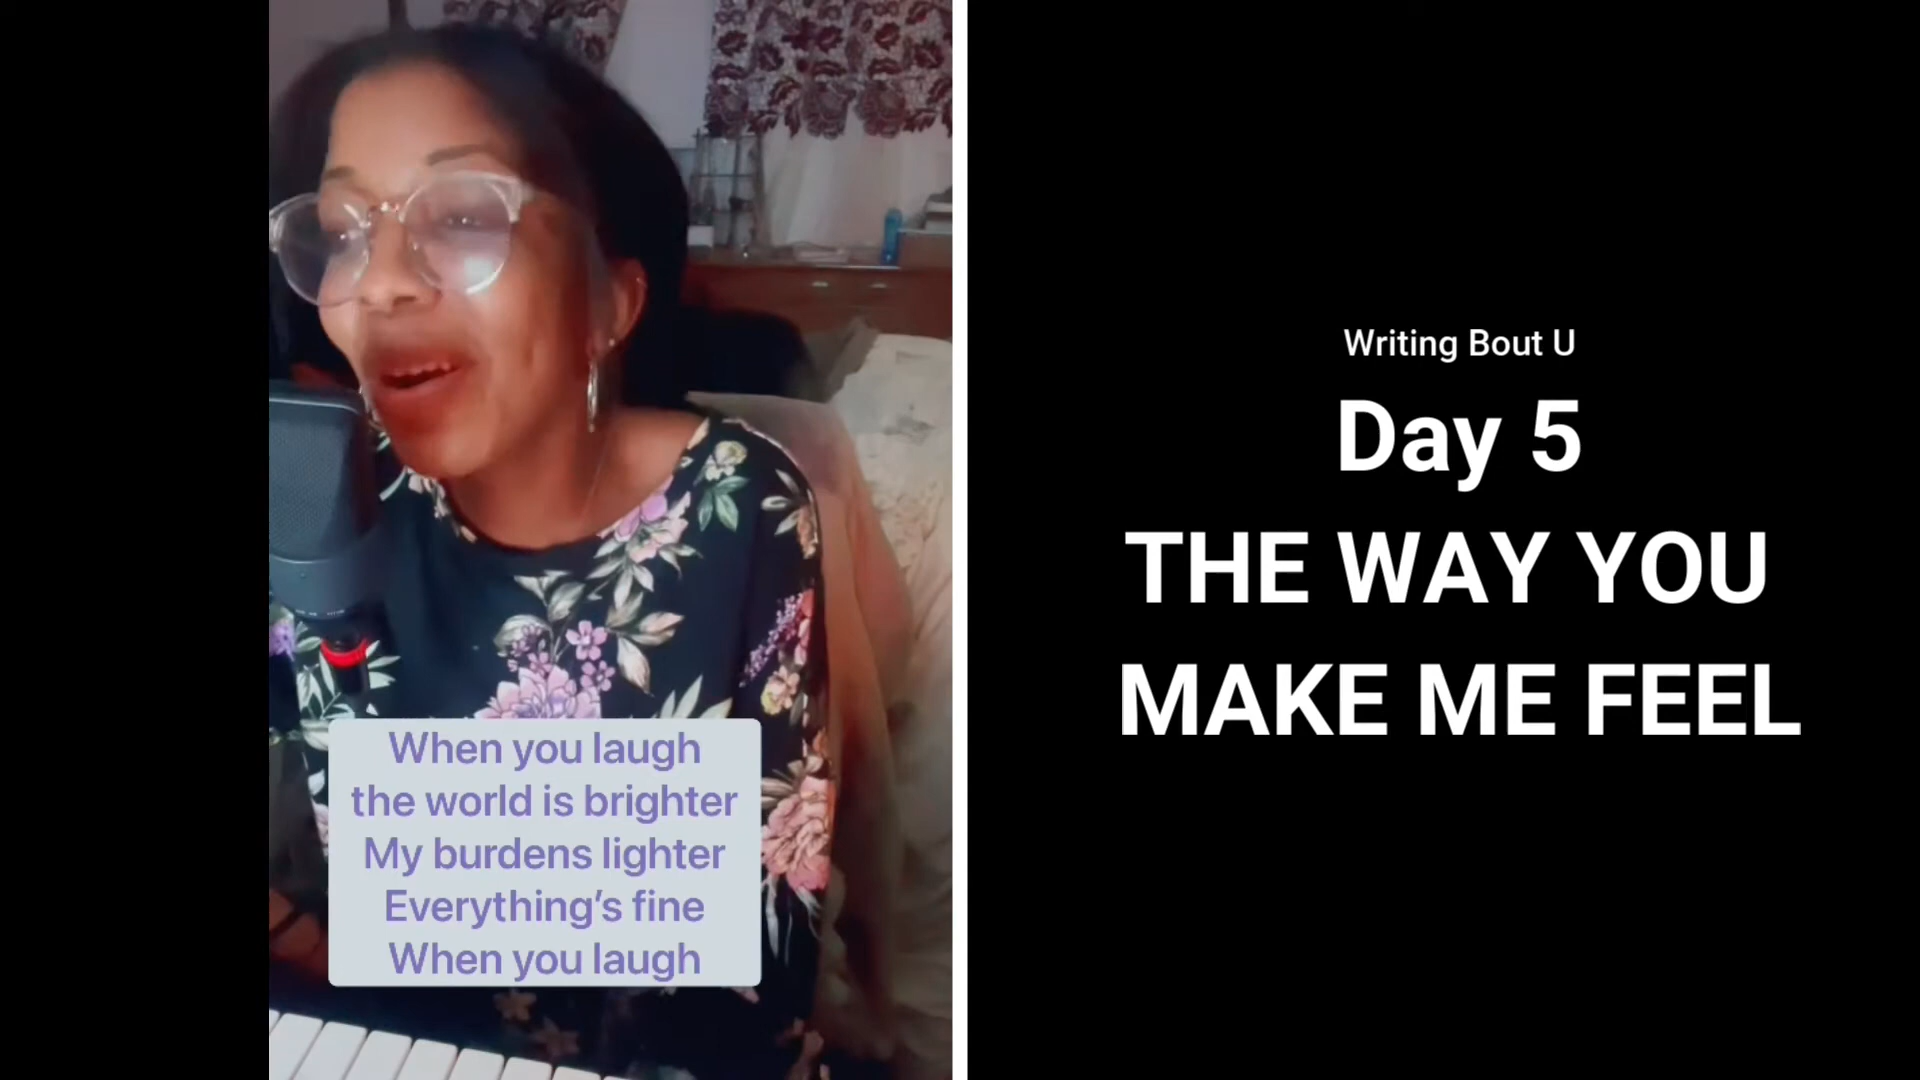 When you laugh
the world is brighter
My burdens lighter
Everything’s fine
When you laugh
Writing Bout U
Day 5
THE WAY YOU
MAKE ME FEEL